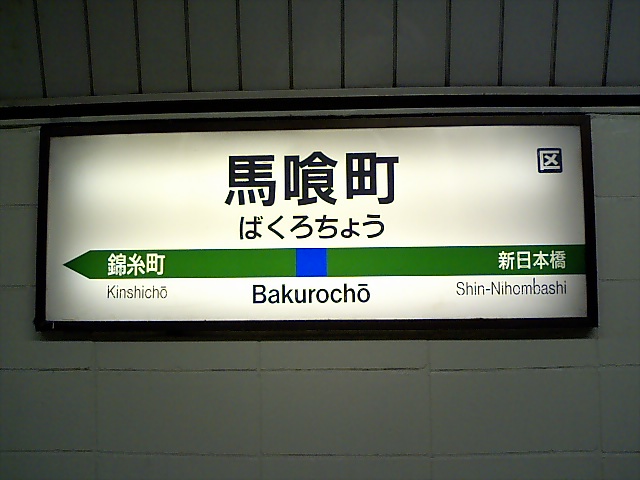 馬喰町
区
ばくろちょう
錦糸町
新日本橋
Kinshichō
Bakurochō
Shin-Nihombashi